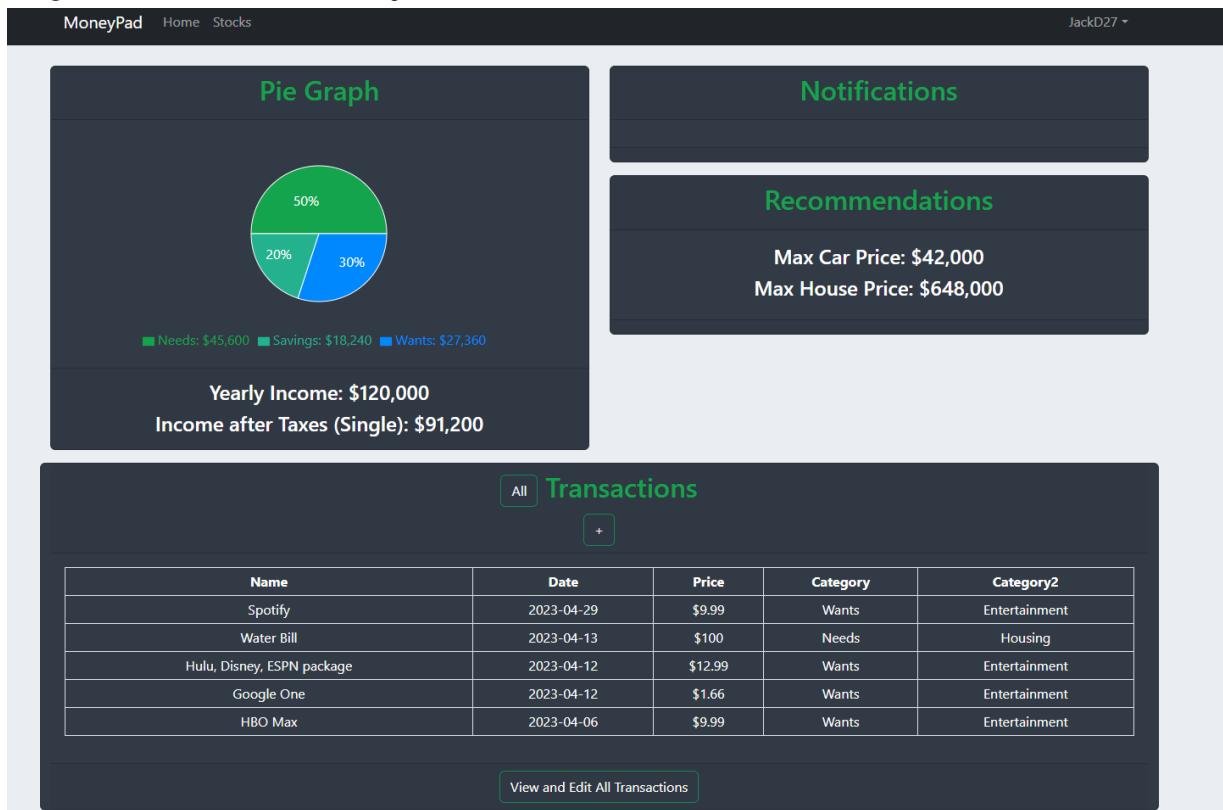 MoneyPad Home Stocks JackD27
Pie Graph
50%
20%
30%
Needs: $45,600 Savings: $18,240 Wants: $27,360
Yearly Income: $120,000
Income after Taxes (Single): $91,200
Notifications
Recommendations
Max Car Price: $42,000
Max House Price: $648,000
All Transactions
+
Name Date Price Category Category2
Spotify 2023-04-29 $9.99 Wants Entertainment
Water Bill 2023-04-13 $100 Needs Housing
Hulu, Disney, ESPN package 2023-04-12 $12.99 Wants Entertainment
Google One 2023-04-12 $1.66 Wants Entertainment
HBO Max 2023-04-06 $9.99 Wants Entertainment
View and Edit All Transactions